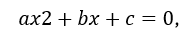 ax2 + bx + c = 0,